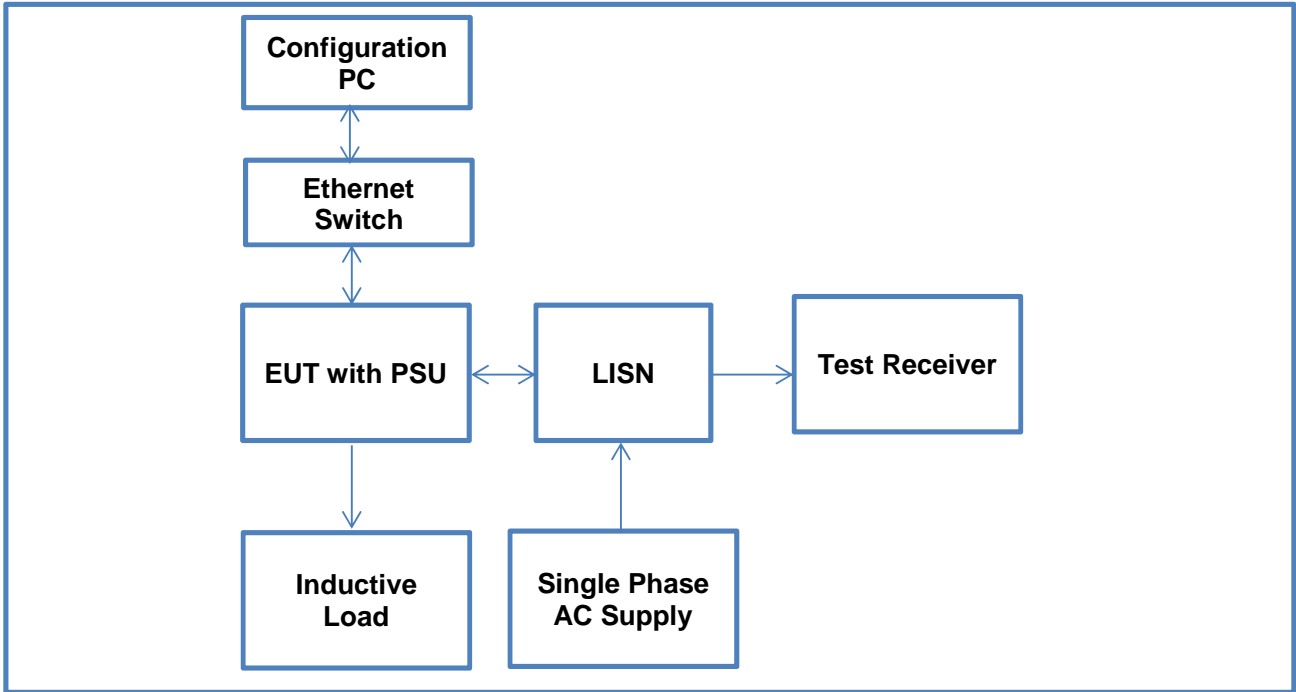 Configuration
PC
Ethernet
Switch
EUT with PSU
LISN
Test Receiver
Inductive
Load
Single Phase
AC Supply